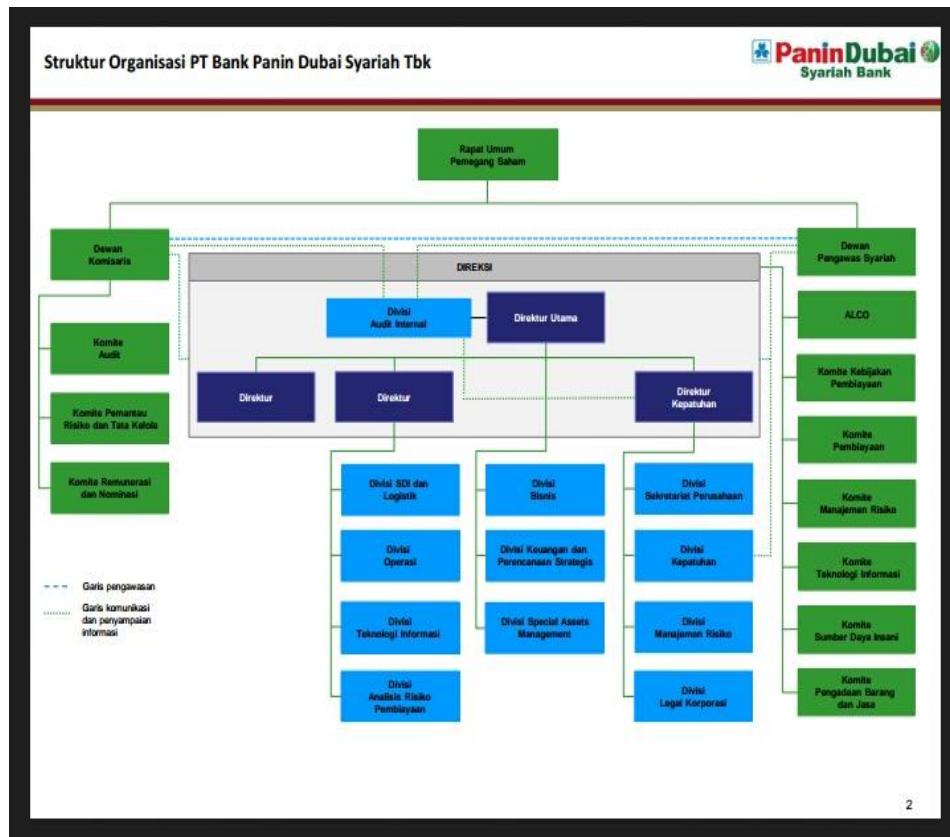 Struktur Organisasi PT Bank Panin Dubai Syariah Tbk
PaninDubai
Syariah Bank
Rapat Umum
Pemegang Saham
Dewan
Komisaris
Dewan
Pengawas Syariah
DIREKSI
Divisi
Audit Internal
Direktur Utama
ALCO
Komite
Audit
Direktur
Direktur
Direktur
Kepatuhan
Komite Kebijakan
Pembiayaan
Komite Pemantau
Risiko dan Tata Kelola
Komite
Pembiayaan
Komite Remunerasi
dan Nominasi
Divisi SDI dan
Logistik
Divisi
Bisnis
Divisi
Sekretariat Perusahaan
Komite
Manajemen Risiko
Divisi
Operasi
Divisi Keuangan dan
Perencanaan Strategis
Divisi
Kepatuhan
Komite
Teknologi Informasi
Garis pengawasan
Garis komunikasi
dan penyampaian
informasi
Divisi
Teknologi Informasi
Divisi Special Assets
Management
Divisi
Manajemen Risiko
Komite
Sumber Daya Insani
Divisi
Analisis Risiko
Pembiayaan
Divisi
Legal Korporasi
Komite
Pengadaan Barang
dan Jasa
2